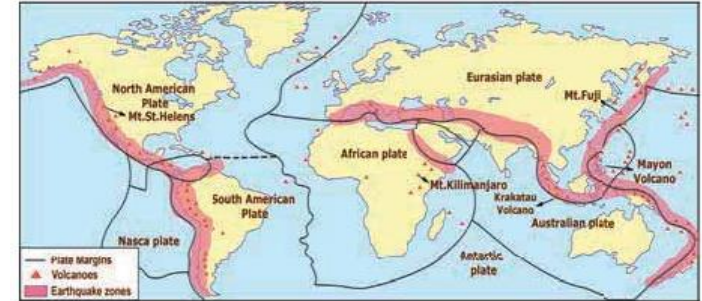 North American
Plate
Mt.St.Helens
Eurasian plate
Mt.Fuji
African plate
Mt.Kilimanjaro
Mayon
Volcano
Krakatau
Volcano
South American
Plate
Australian plate
Nasca plate
Antarctic
plate
Plate Margins
Volcanoes
Earthquake zones